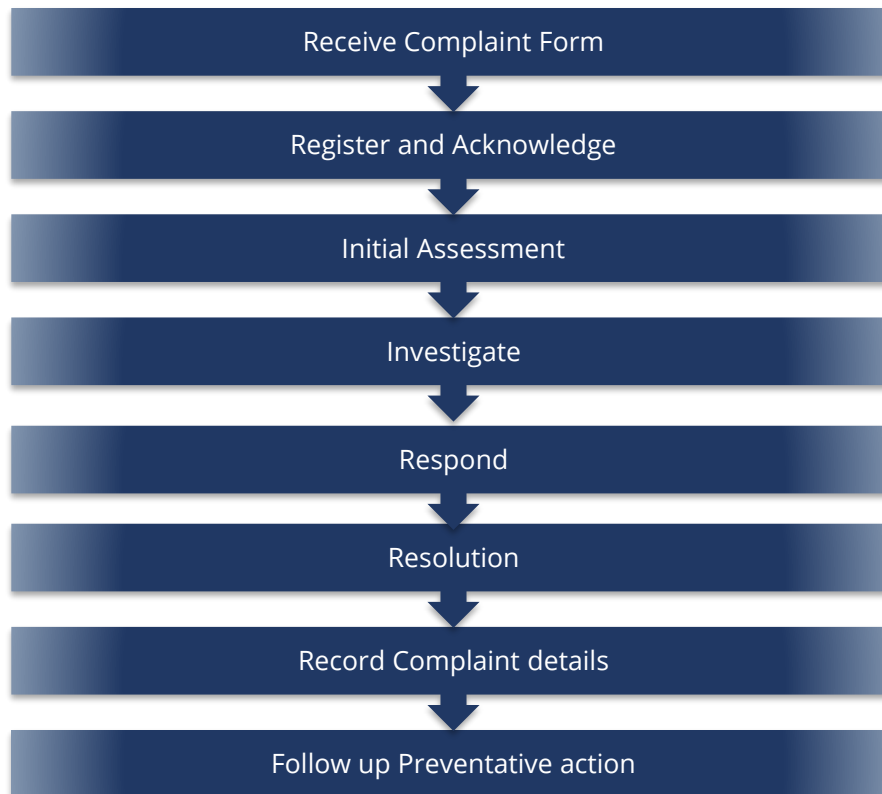 Receive Complaint Form
Register and Acknowledge
Initial Assessment
Investigate
Respond
Resolution
Record Complaint details
Follow up Preventative action